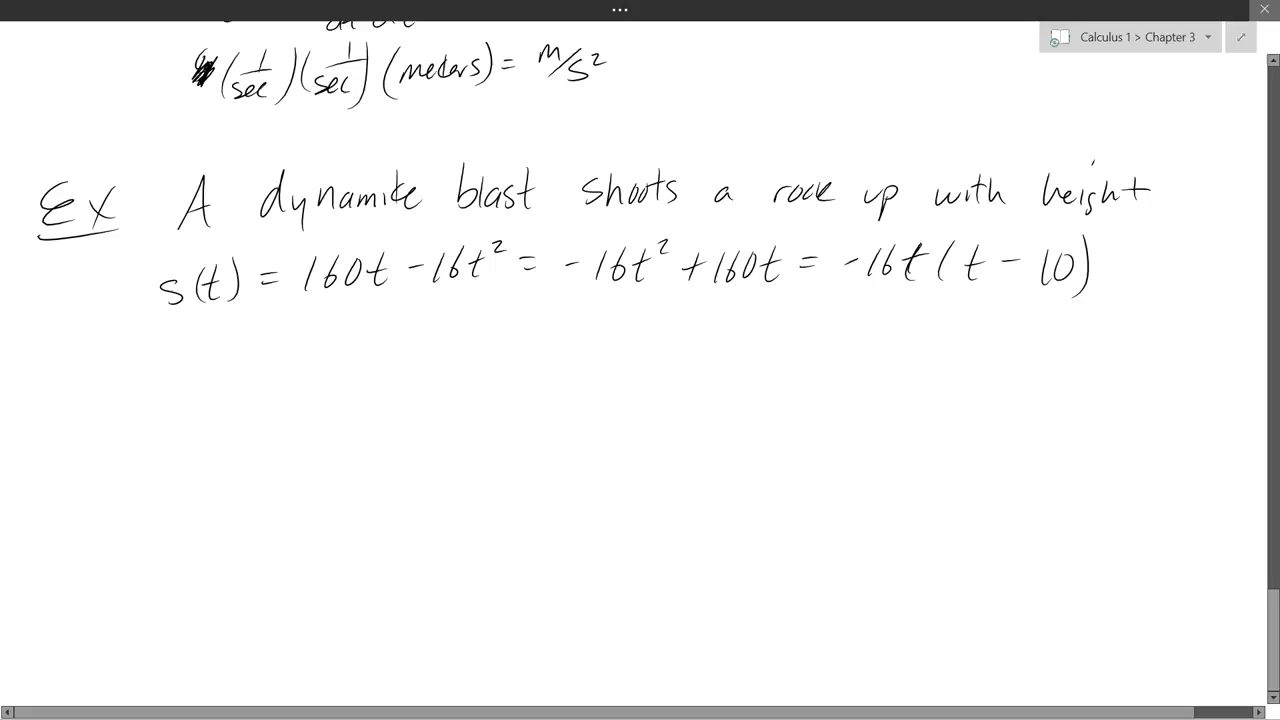 Calculus 1 > Chapter 3
(1/sec)(1/sec)(meters) = m/s²
Ex A dynamite blast shoots a rock up with height
s(t) = 160t - 16t² = -16t² + 160t = -16t(t - 10)